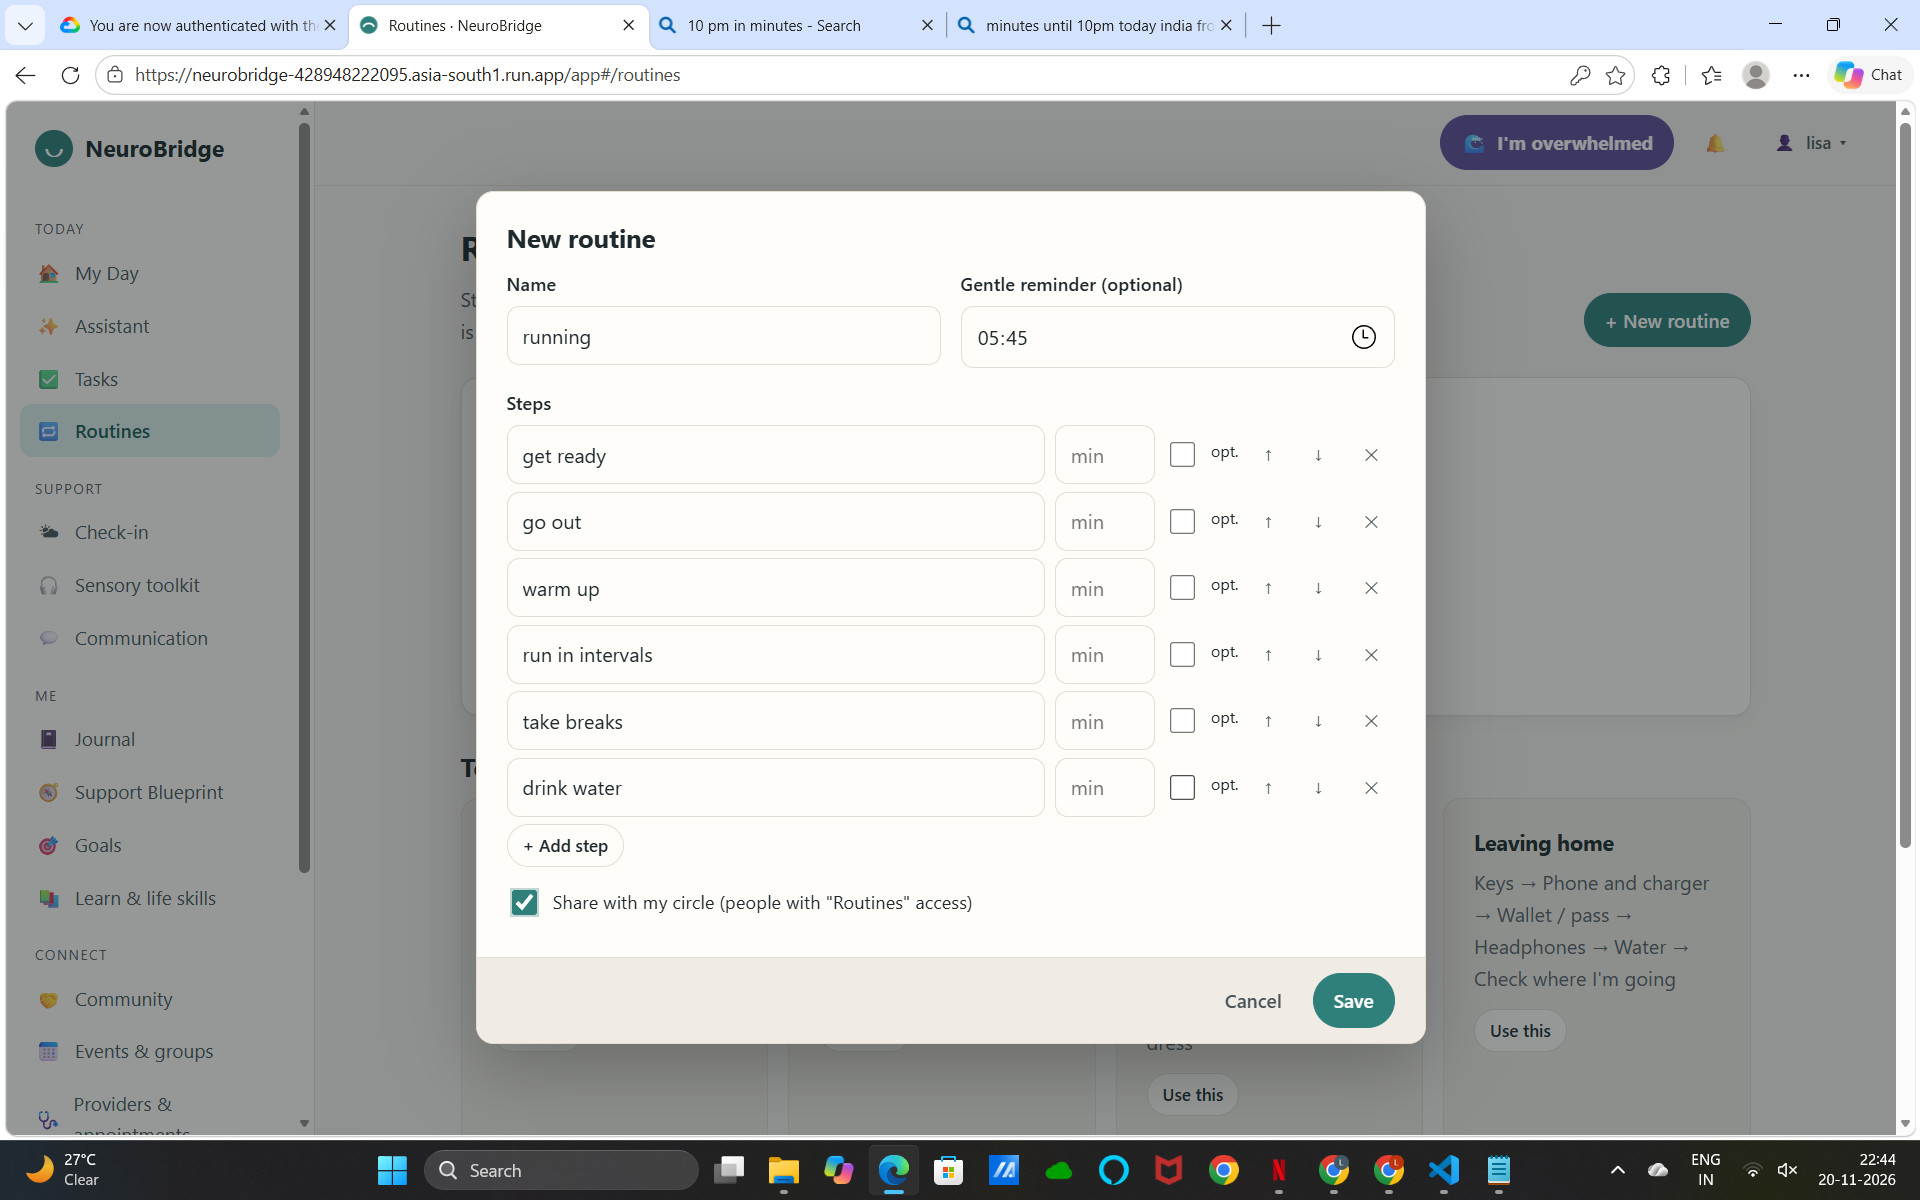 You are now authenticated with the
Routines · NeuroBridge
10 pm in minutes - Search
minutes until 10pm today india fro
https://neurobridge-428948222095.asia-south1.run.app/app#/routines
Chat
NeuroBridge
I'm overwhelmed
lisa
TODAY
My Day
Assistant
Tasks
Routines
SUPPORT
Check-in
Sensory toolkit
Communication
ME
Journal
Support Blueprint
Goals
Learn & life skills
CONNECT
Community
Events & groups
Providers &
appointments
+ New routine
New routine
Name
Gentle reminder (optional)
running
05:45
Steps
get ready
min
opt.
go out
min
opt.
warm up
min
opt.
run in intervals
min
opt.
take breaks
min
opt.
drink water
min
opt.
+ Add step
Share with my circle (people with "Routines" access)
Cancel
Save
Use this
Leaving home
Keys → Phone and charger
→ Wallet / pass →
Headphones → Water →
Check where I'm going
Use this
27°C
Clear
Search
ENG
IN
22:44
20-11-2026